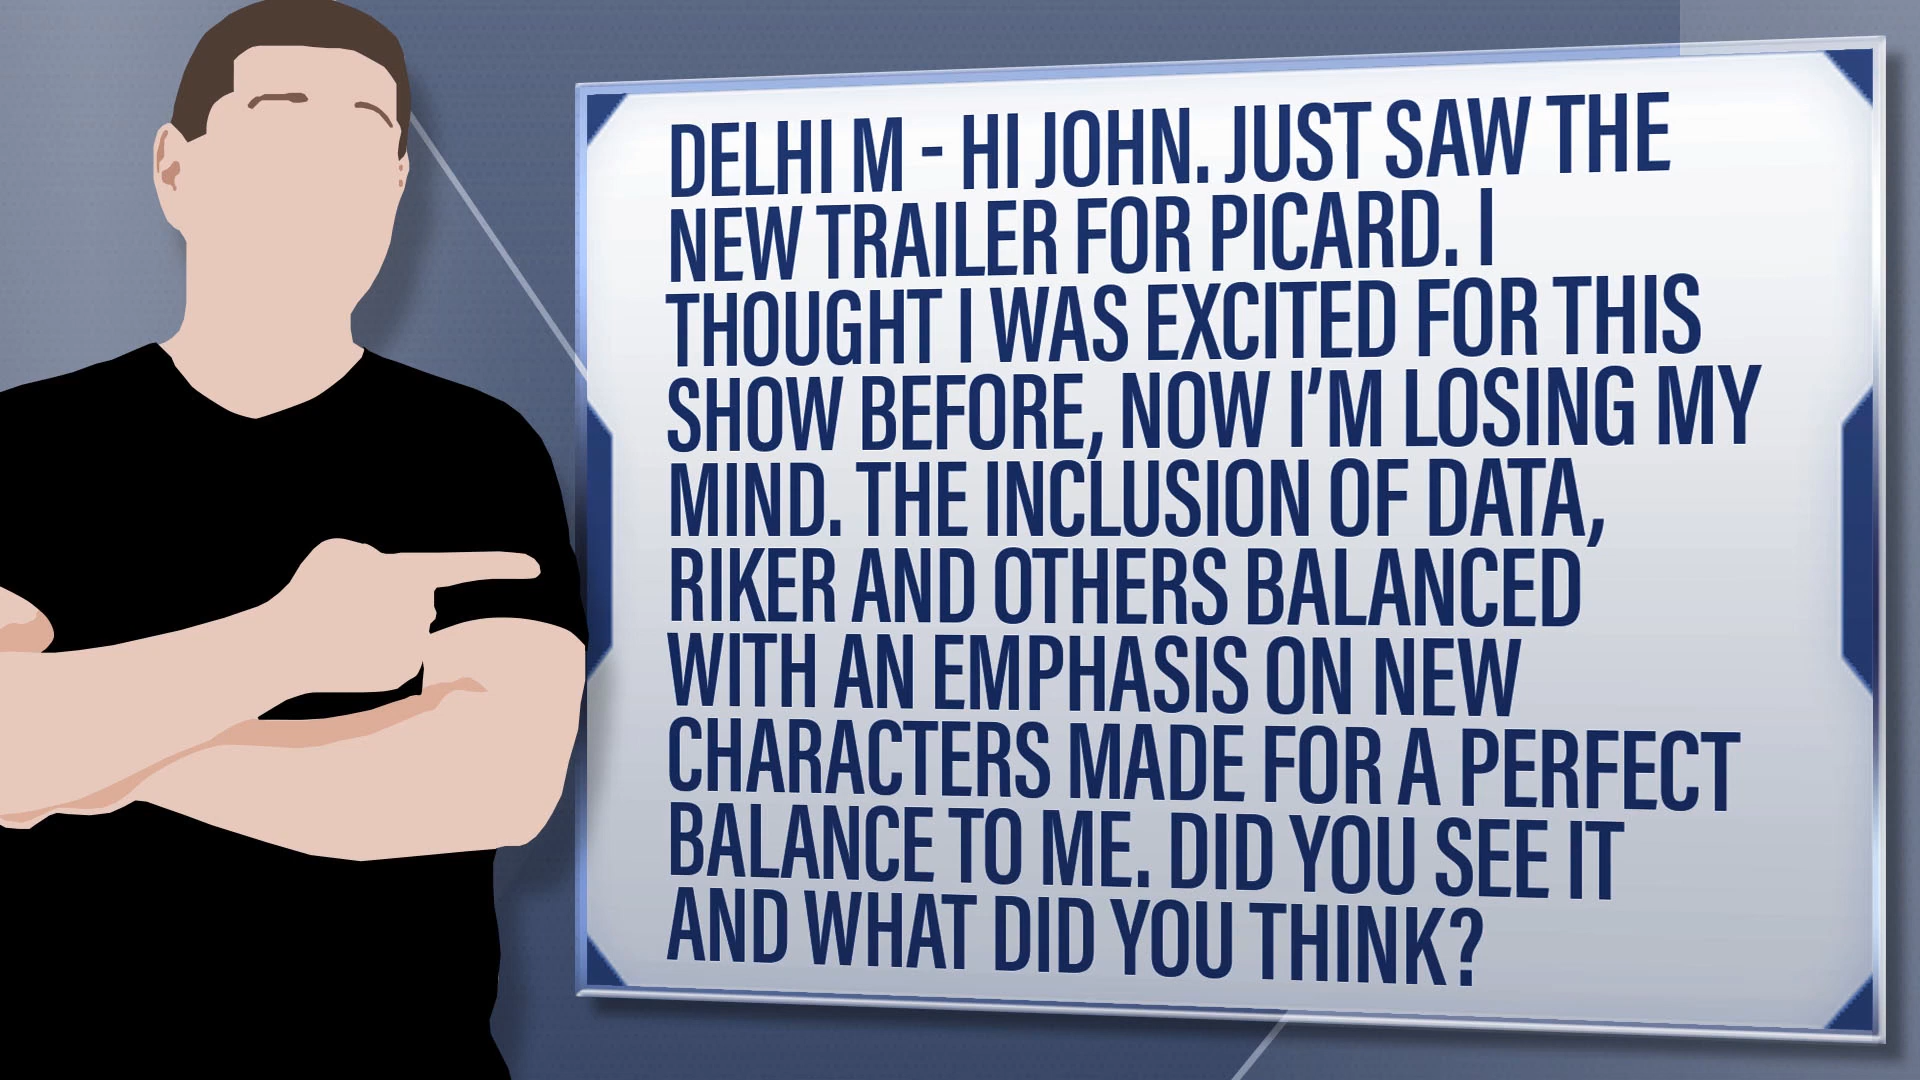 DELHI M - HI JOHN. JUST SAW THE
NEW TRAILER FOR PICARD. I
THOUGHT I WAS EXCITED FOR THIS
SHOW BEFORE, NOW I'M LOSING MY
MIND. THE INCLUSION OF DATA,
RIKER AND OTHERS BALANCED
WITH AN EMPHASIS ON NEW
CHARACTERS MADE FOR A PERFECT
BALANCE TO ME. DID YOU SEE IT
AND WHAT DID YOU THINK?